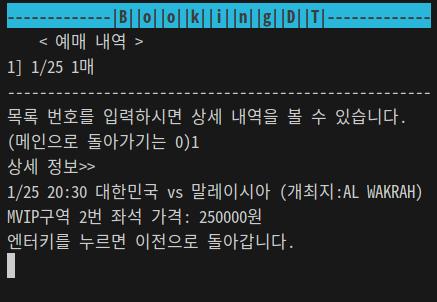 -------------|B||o||o||k||i||n||g||D||T|-------------
< 예매 내역 >
1] 1/25 1매
-----------------------------------------------------
목록 번호를 입력하시면 상세 내역을 볼 수 있습니다.
(메인으로 돌아가기는 0)1
상세 정보>>
1/25 20:30 대한민국 vs 말레이시아 (개최지:AL WAKRAH)
MVIP구역 2번 좌석 가격: 250000원
엔터키를 누르면 이전으로 돌아갑니다.